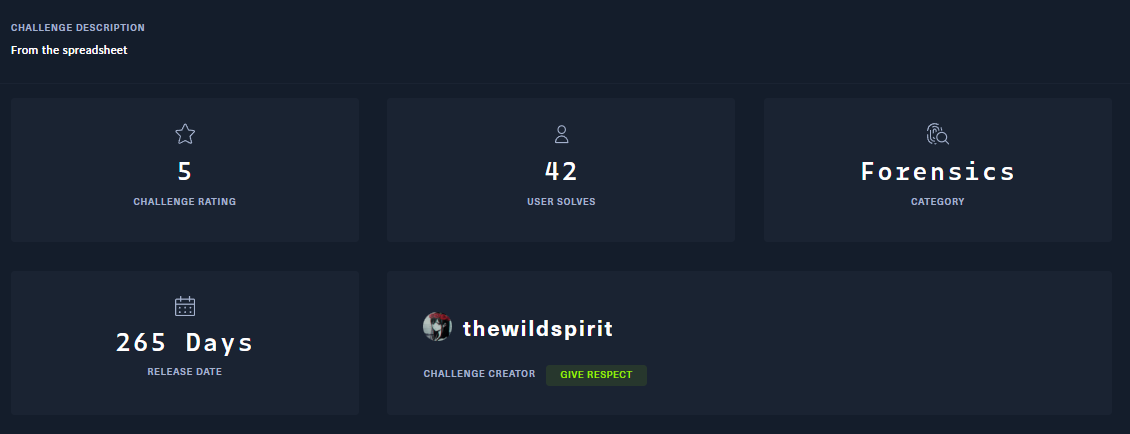 CHALLENGE DESCRIPTION
From the spreadsheet
5
CHALLENGE RATING
42
USER SOLVES
Forensics
CATEGORY
265 Days
RELEASE DATE
thewildspirit
CHALLENGE CREATOR GIVE RESPECT